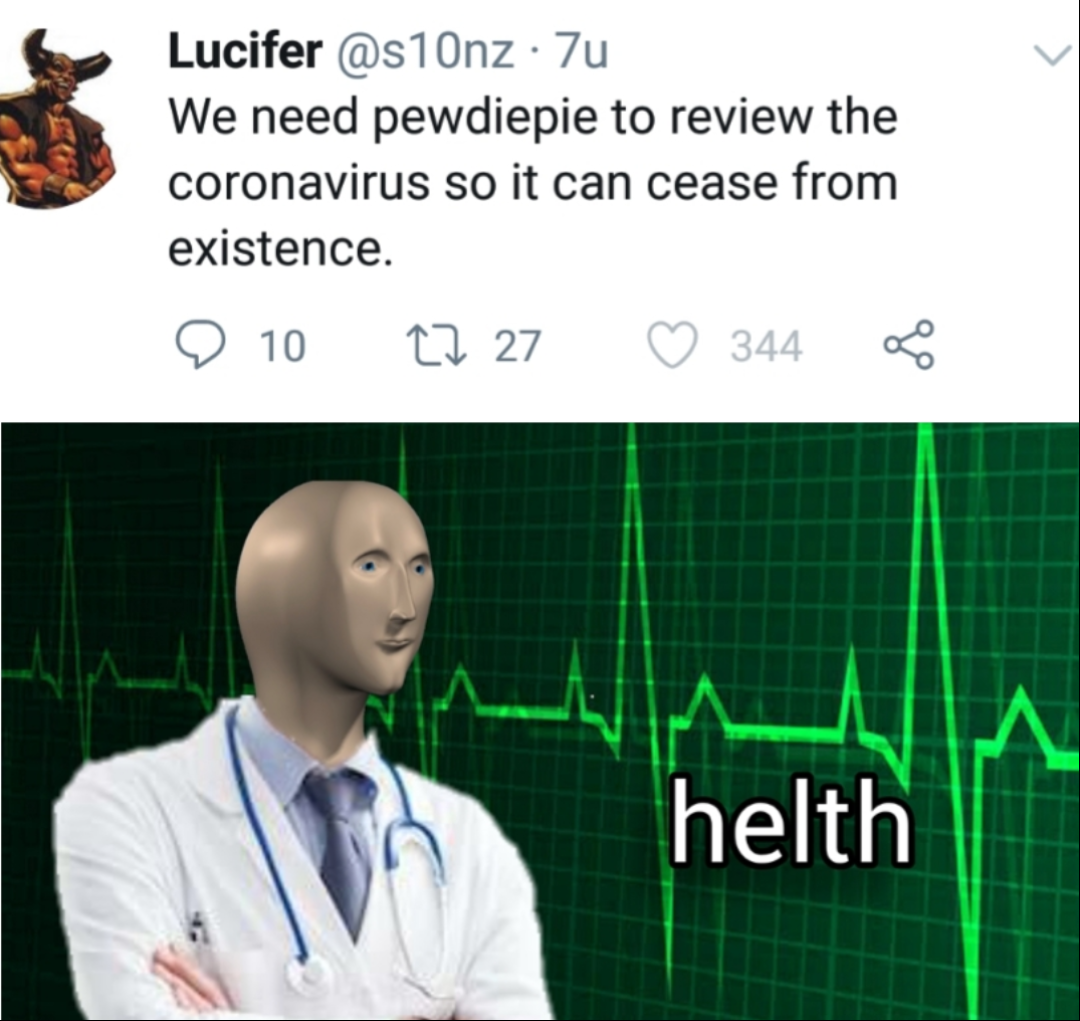 Lucifer @s10nz · 7u
We need pewdiepie to review the
coronavirus so it can cease from
existence.
10 27 344
helth